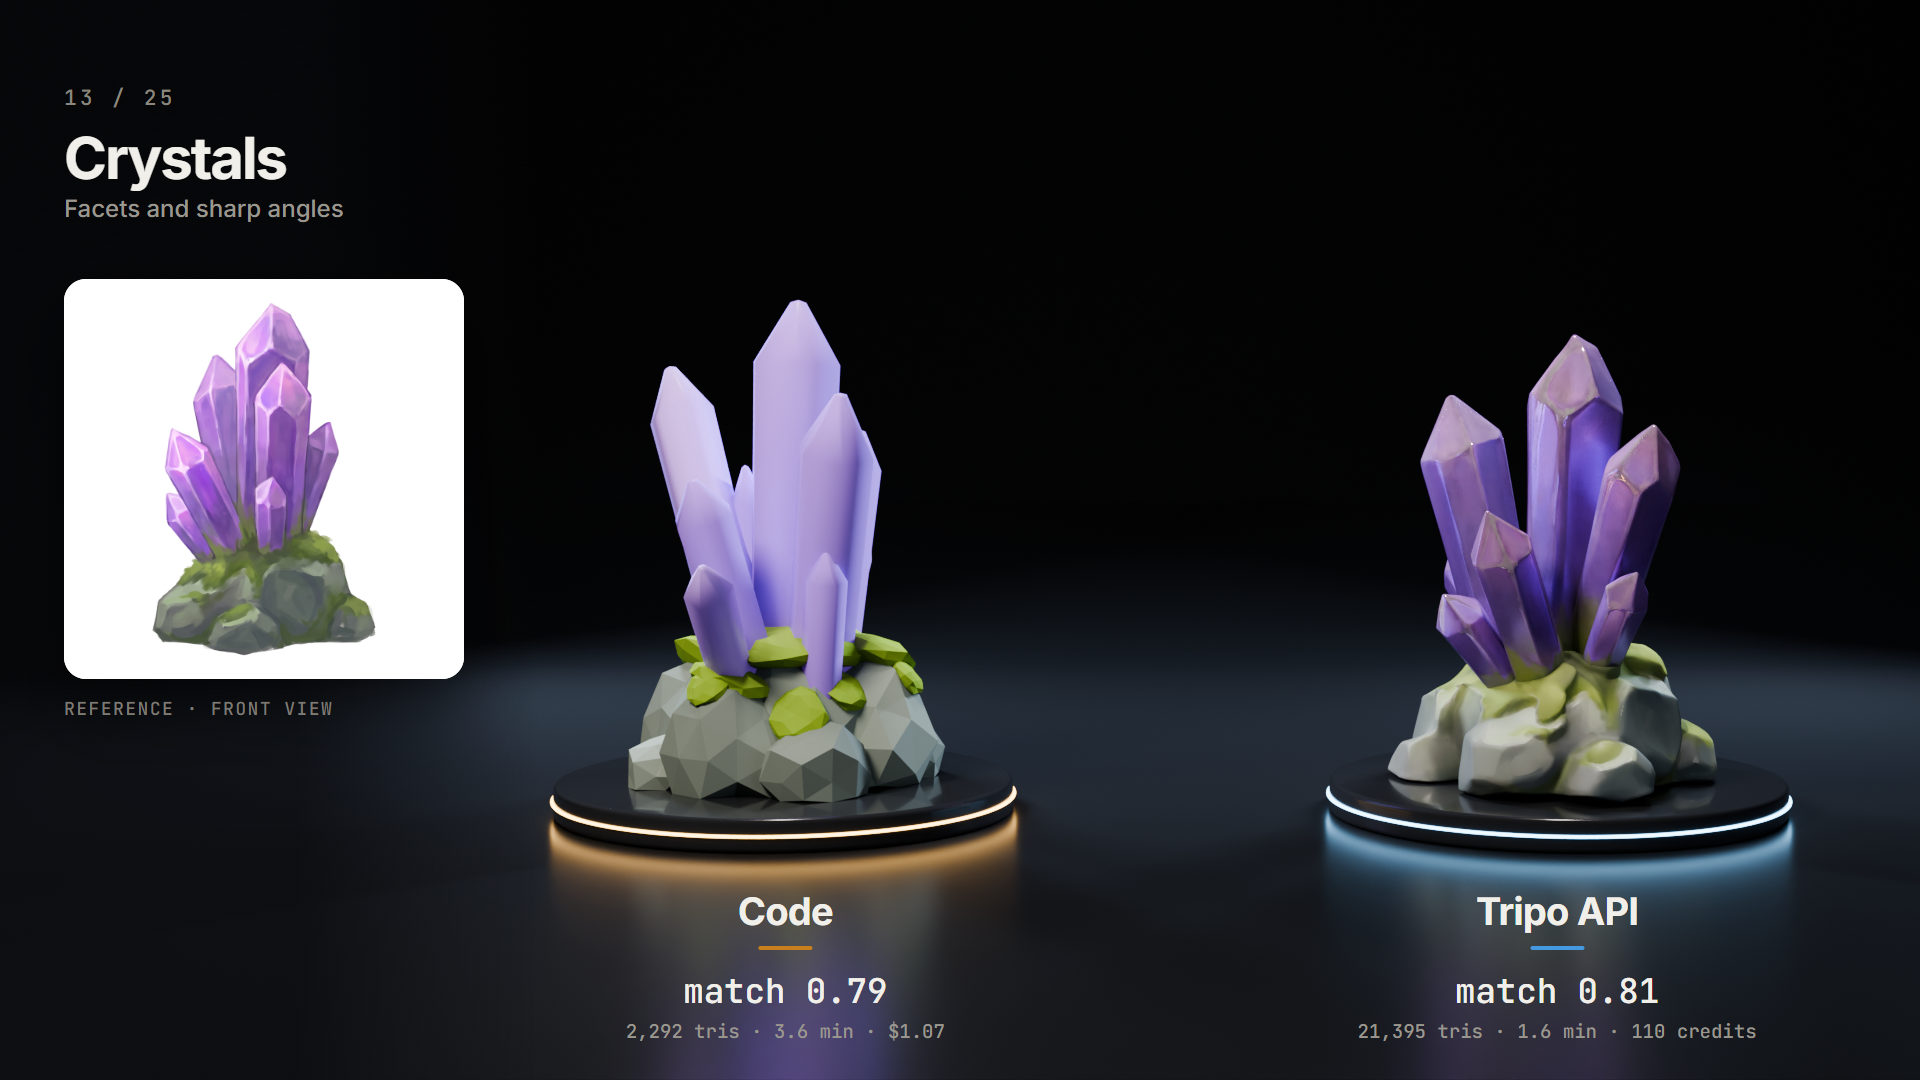 13 / 25
Crystals
Facets and sharp angles
REFERENCE · FRONT VIEW
Code
match 0.79
2,292 tris · 3.6 min · $1.07
Tripo API
match 0.81
21,395 tris · 1.6 min · 110 credits